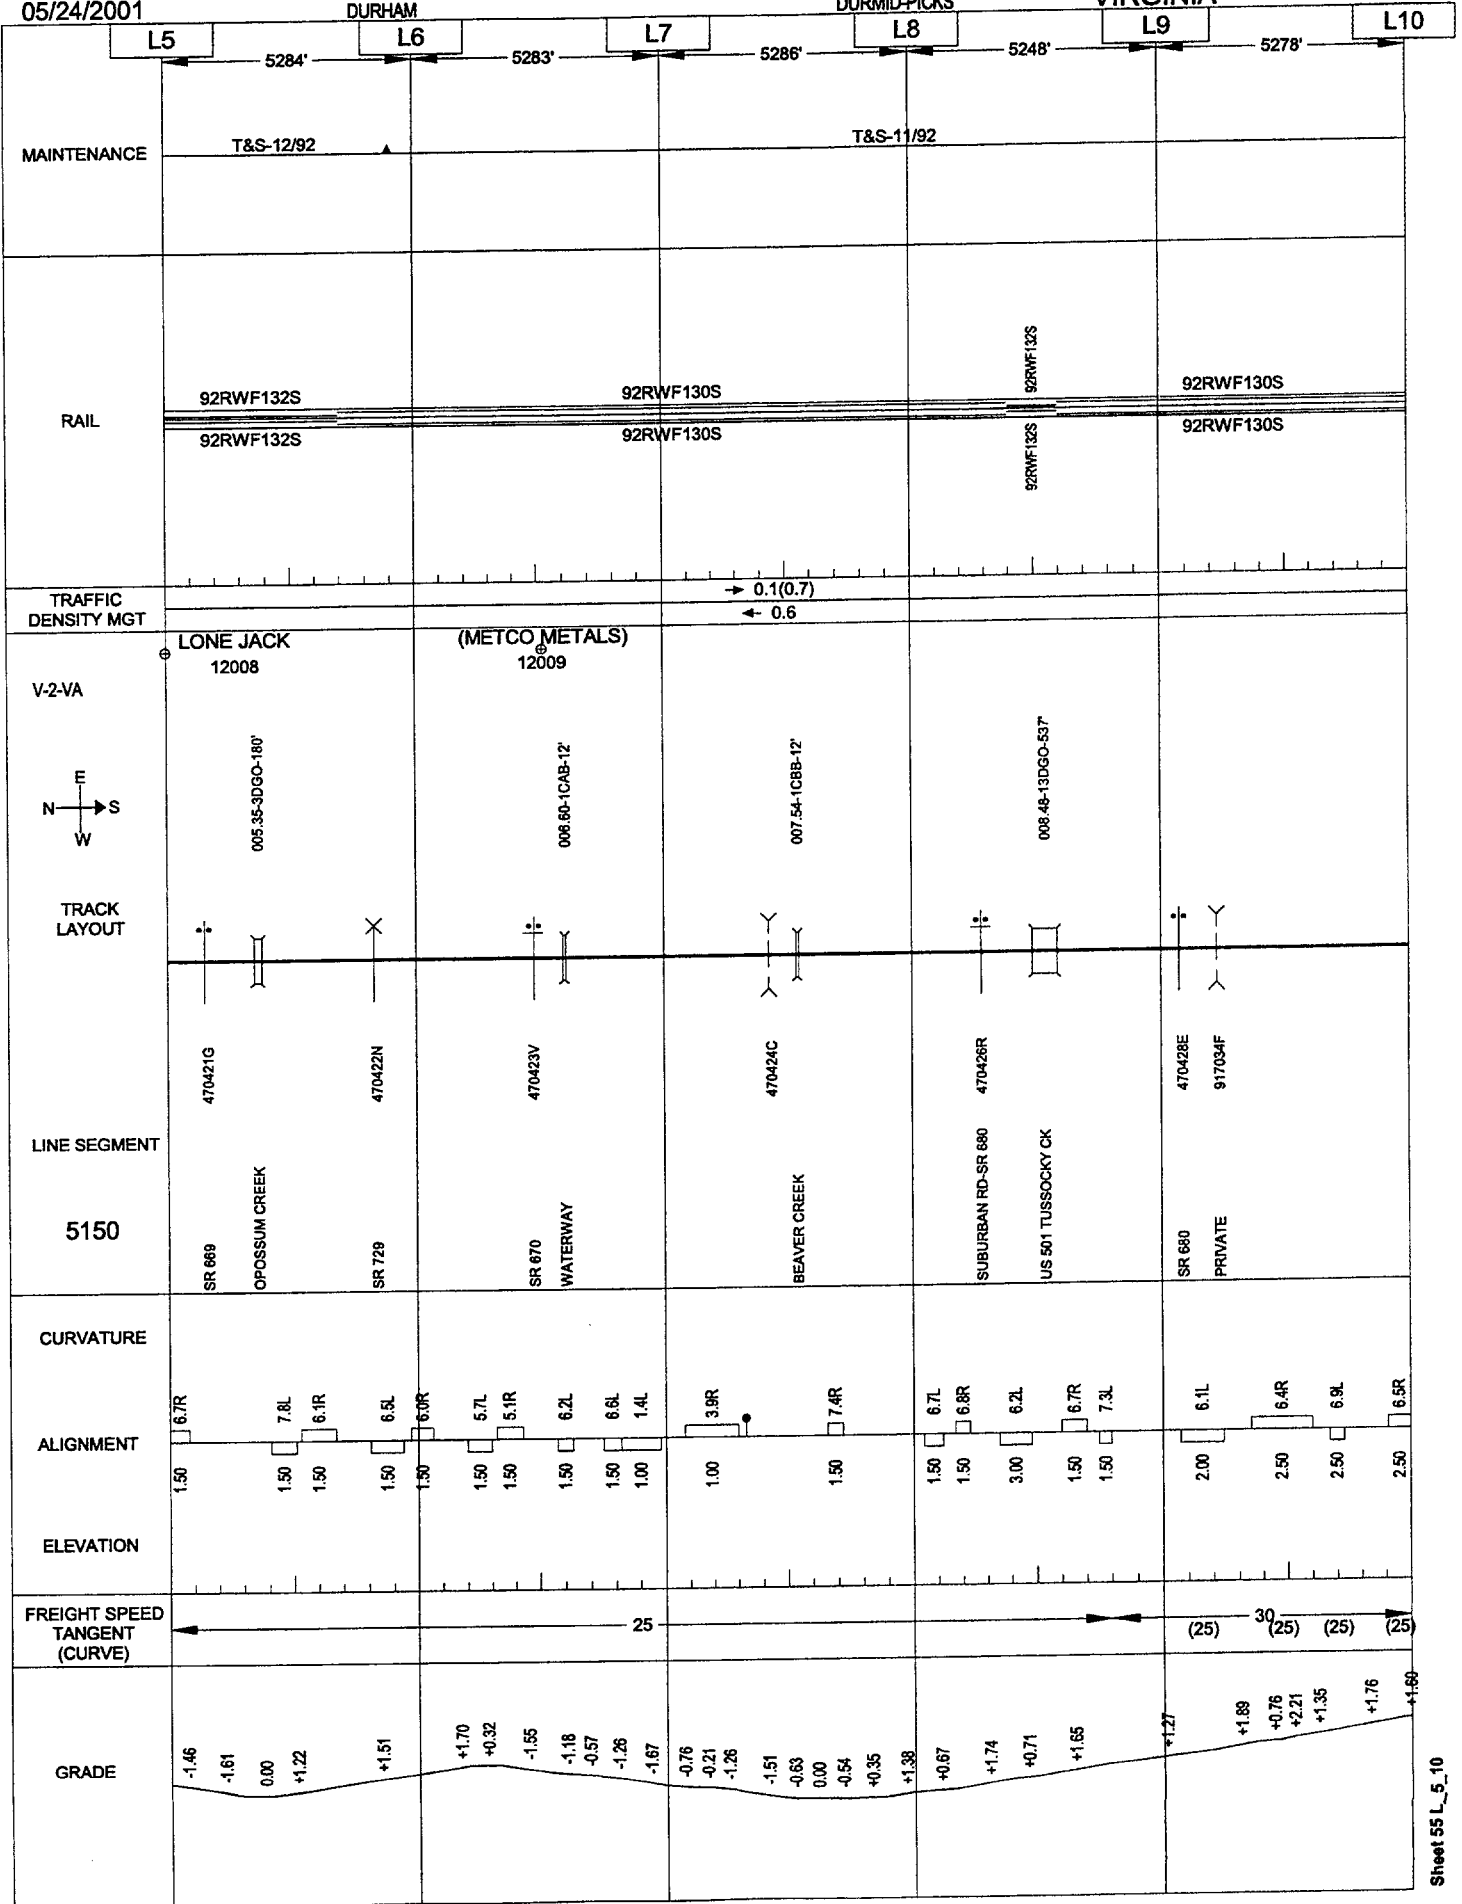 05/24/2001
DURHAM
DURMID-PICKS
VIRGINIA
L5
L6
L7
L8
L9
L10
5284'
5283'
5286'
5248'
5278'
MAINTENANCE
T&S-12/92
T&S-11/92
RAIL
92RWF132S
92RWF132S
92RWF130S
92RWF130S
92RWF132S
92RWF132S
92RWF130S
92RWF130S
TRAFFIC
DENSITY MGT
0.1(0.7)
0.6
LONE JACK
12008
(METCO METALS)
12009
V-2-VA
E
N
S
W
005.35-3DGO-180'
006.60-1CAB-12'
007.54-1CBB-12'
008.48-13DGO-537'
TRACK
LAYOUT
470421G
470422N
470423V
470424C
470426R
470428E
917034F
LINE SEGMENT
5150
SR 669
OPOSSUM CREEK
SR 729
SR 670
WATERWAY
BEAVER CREEK
SUBURBAN RD-SR 680
US 501 TUSSOCKY CK
SR 680
PRIVATE
CURVATURE
6.7R
7.8L
6.1R
6.5L
6.0R
5.7L
5.1R
6.2L
6.6L
1.4L
3.9R
7.4R
6.7L
6.8R
6.2L
6.7R
7.3L
6.1L
6.4R
6.9L
6.5R
ALIGNMENT
1.50
1.50
1.50
1.50
1.50
1.50
1.50
1.50
1.50
1.00
1.00
1.50
1.50
1.50
3.00
1.50
1.50
2.00
2.50
2.50
2.50
ELEVATION
FREIGHT SPEED
TANGENT
(CURVE)
25
30
(25)
(25)
(25)
(25)
GRADE
-1.46
-1.61
0.00
+1.22
+1.51
+1.70
+0.32
-1.55
-1.18
-0.57
-1.26
-1.67
-0.76
-0.21
-1.26
-1.51
-0.63
0.00
-0.54
+0.35
+1.38
+0.67
+1.74
+0.71
+1.65
+1.27
+1.89
+0.76
+2.21
+1.35
+1.76
+1.60
Sheet 55 L_5_10